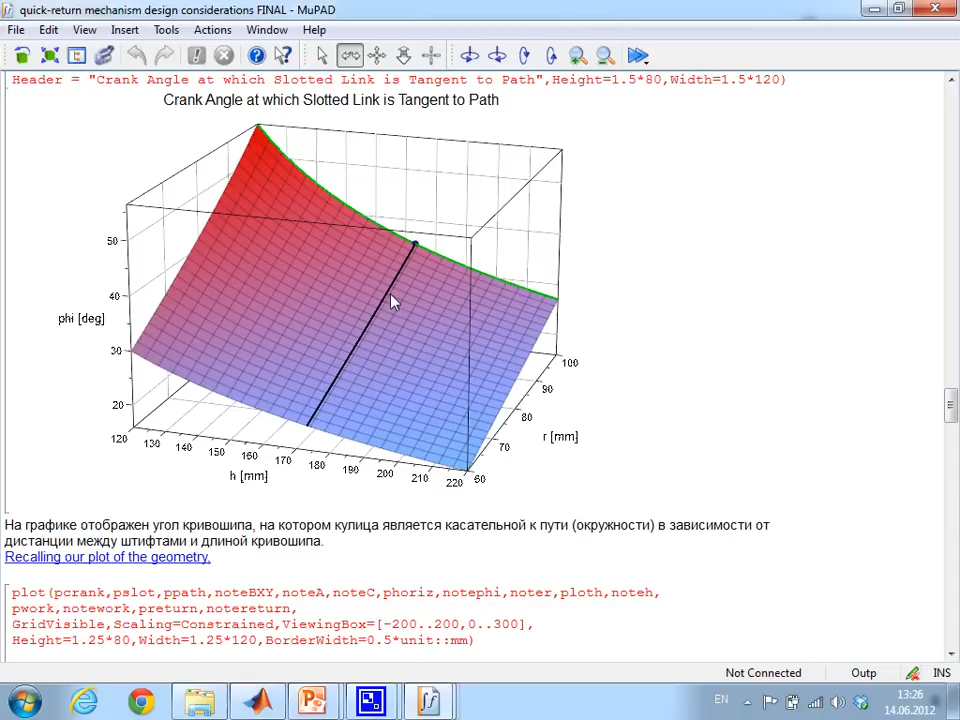 quick-return mechanism design considerations FINAL - MuPAD
File Edit View Insert Tools Actions Window Help
Header = "Crank Angle at which Slotted Link is Tangent to Path",Height=1.5*80,Width=1.5*120)
Crank Angle at which Slotted Link is Tangent to Path
50
40
30
20
phi [deg]
120 130 140 150 160 170 180 190 200 210 220
h [mm]
60 70 80 90 100
r [mm]
На графике отображен угол кривошипа, на котором кулица является касательной к пути (окружности) в зависимости от
дистанции между штифтами и длиной кривошипа.
Recalling our plot of the geometry,
plot(pcrank,pslot,ppath,noteBXY,noteA,noteC,phoriz,notephi,noter,ploth,noteh,
pwork,notework,preturn,notereturn,
GridVisible,Scaling=Constrained,ViewingBox=[-200..200,0..300],
Height=1.25*80,Width=1.25*120,BorderWidth=0.5*unit::mm)
Not Connected Outp INS
EN 13:26
14.06.2012